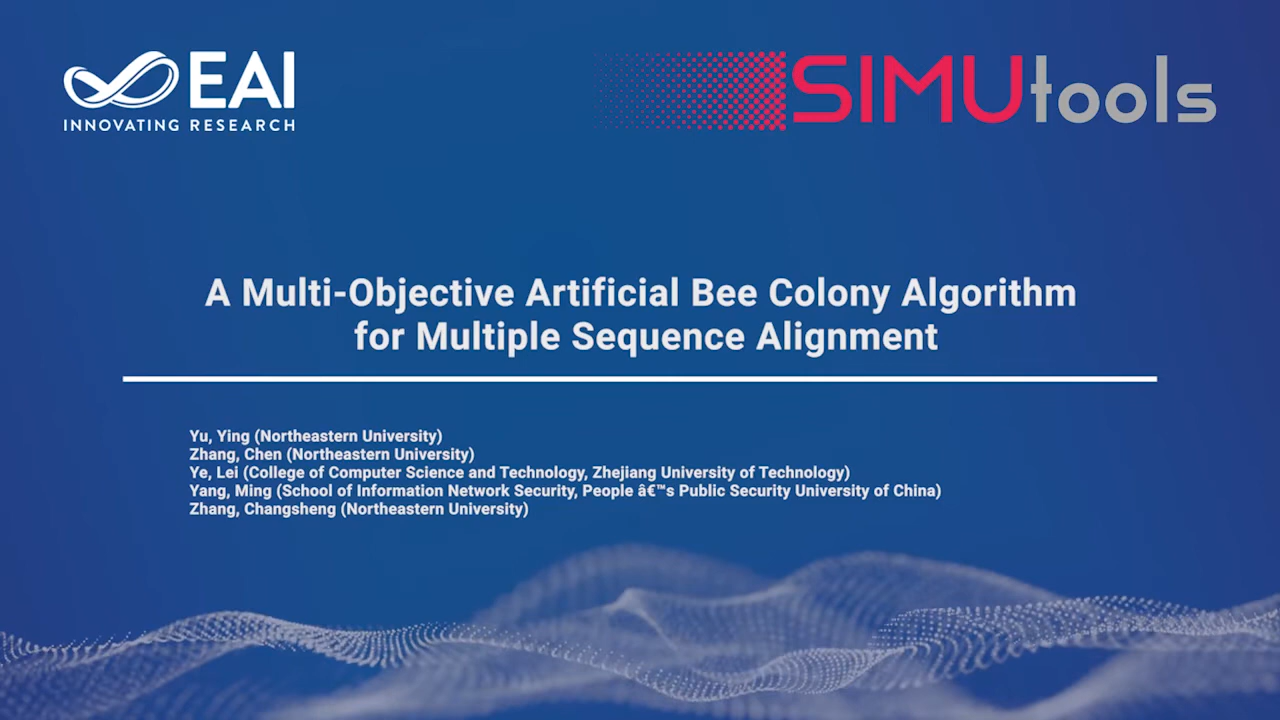 EAI
INNOVATING RESEARCH
SIMUtools
A Multi-Objective Artificial Bee Colony Algorithm
for Multiple Sequence Alignment
Yu, Ying (Northeastern University)
Zhang, Chen (Northeastern University)
Ye, Lei (College of Computer Science and Technology, Zhejiang University of Technology)
Yang, Ming (School of Information Network Security, People â€™s Public Security University of China)
Zhang, Changsheng (Northeastern University)